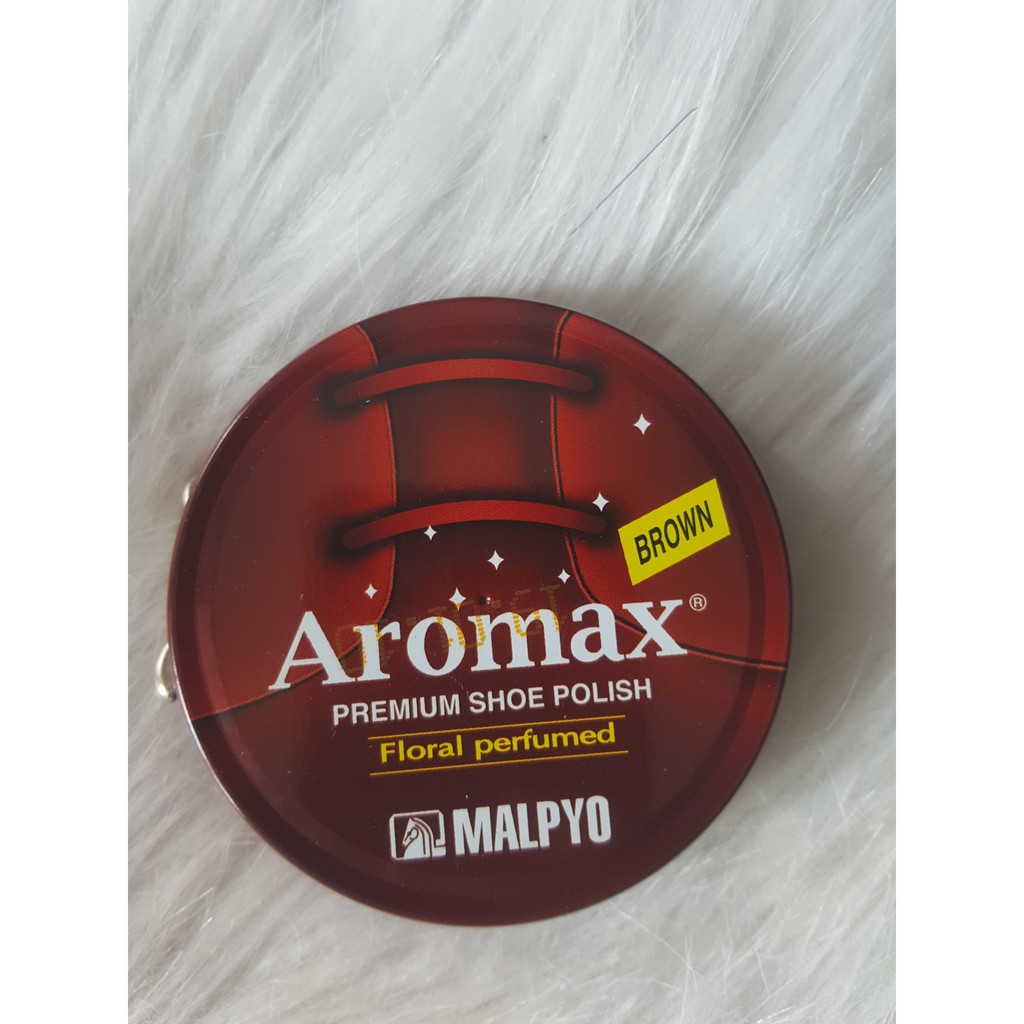 BROWN
Aromax®
PREMIUM SHOE POLISH
Floral perfumed
MALPYO